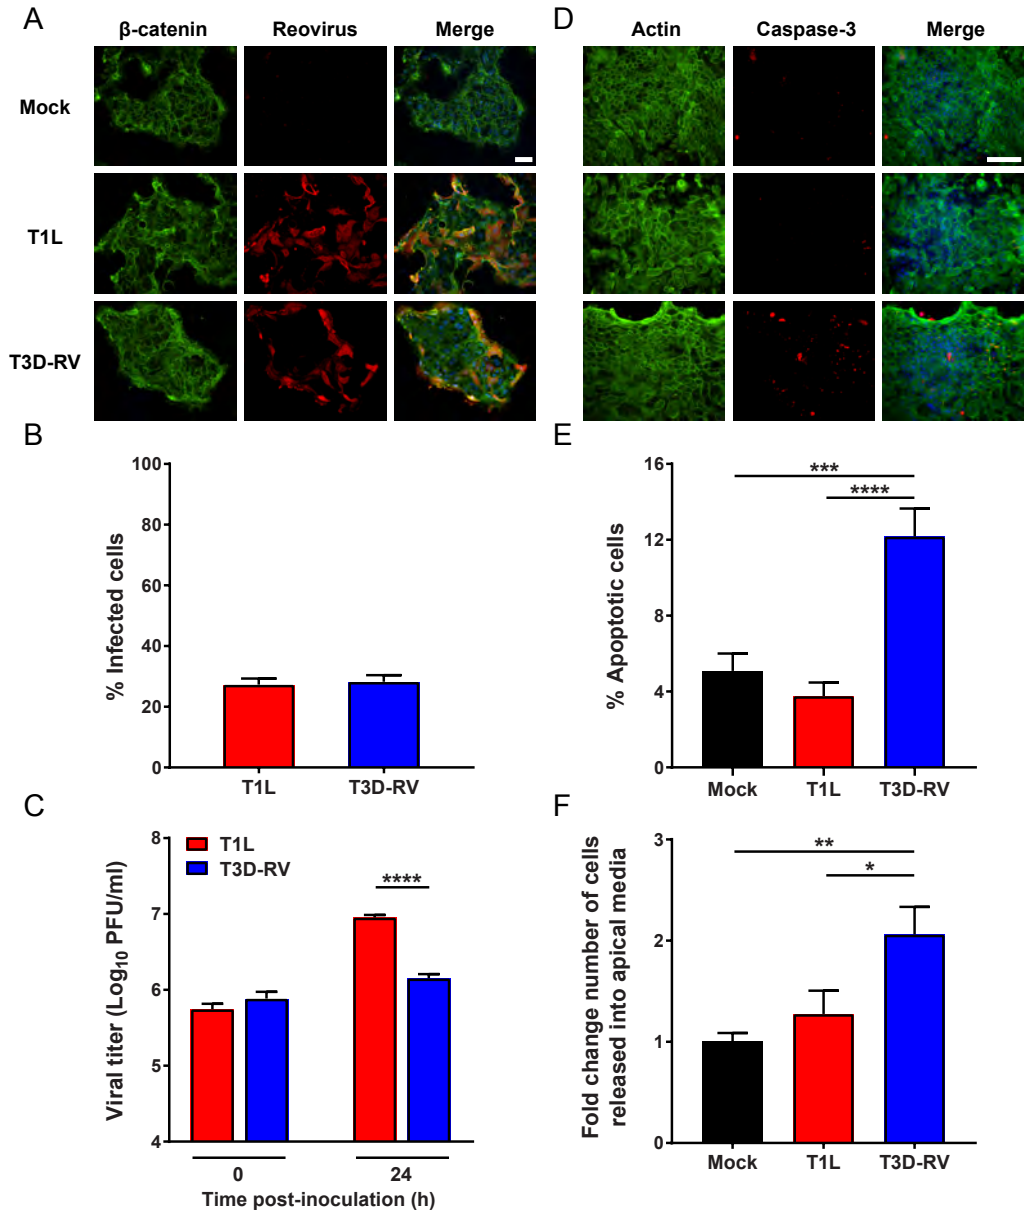 A
β-catenin
Reovirus
Merge
Mock
T1L
T3D-RV
D
Actin
Caspase-3
Merge
B
% Infected cells
100
80
60
40
20
0
T1L
T3D-RV
E
% Apoptotic cells
16
12
8
4
0
***
****
Mock
T1L
T3D-RV
C
Viral titer (Log10 PFU/ml)
8
7
6
5
4
T1L
T3D-RV
****
0
24
Time post-inoculation (h)
F
Fold change number of cells
released into apical media
3
2
1
0
**
*
Mock
T1L
T3D-RV